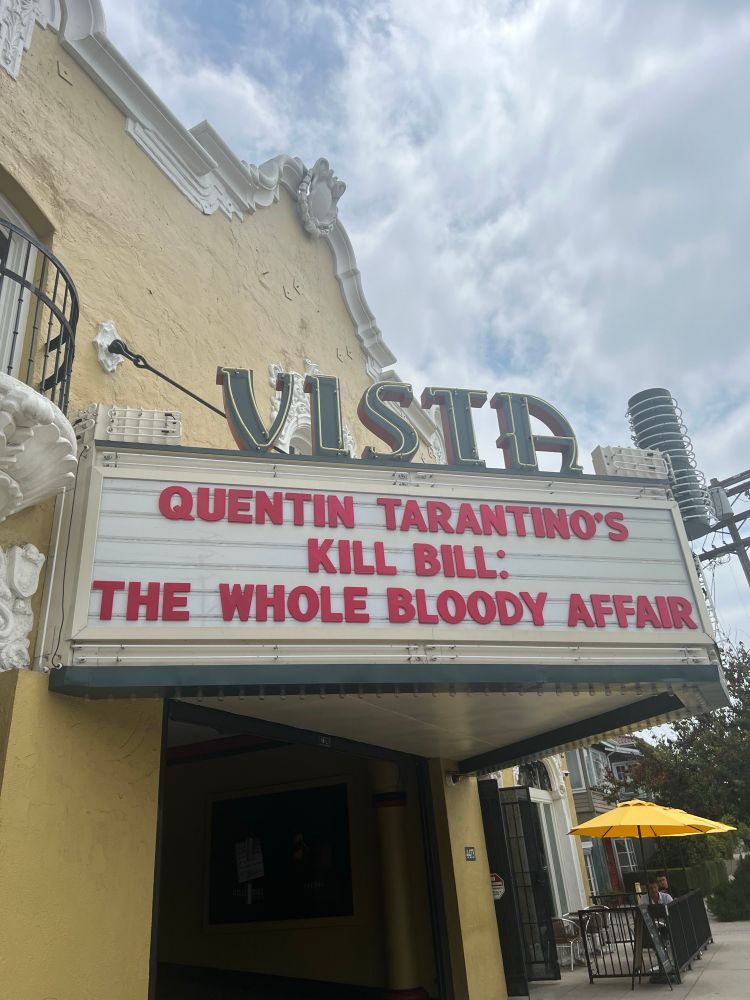 VISTA
QUENTIN TARANTINO'S
KILL BILL:
THE WHOLE BLOODY AFFAIR